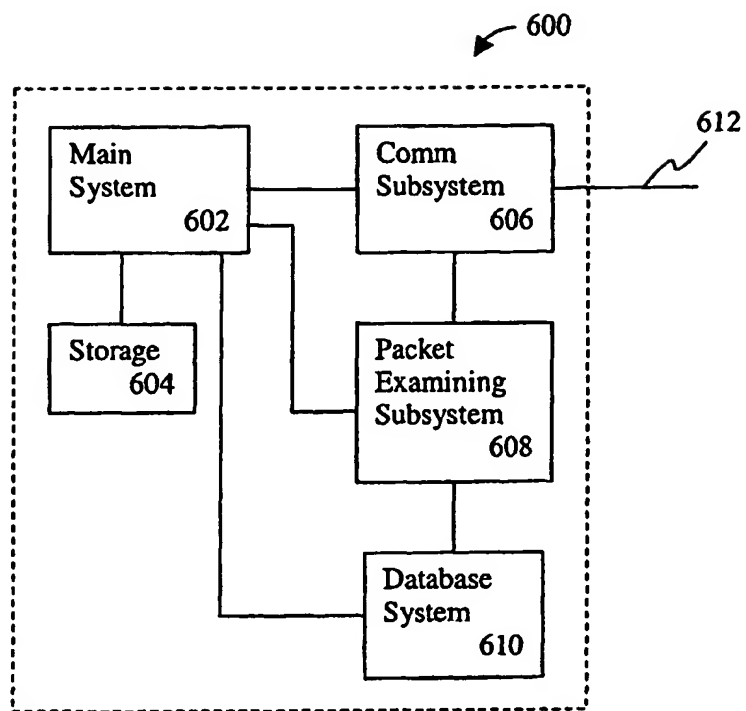 600
612
Main
System
602
Comm
Subsystem
606
Storage
604
Packet
Examining
Subsystem
608
Database
System
610